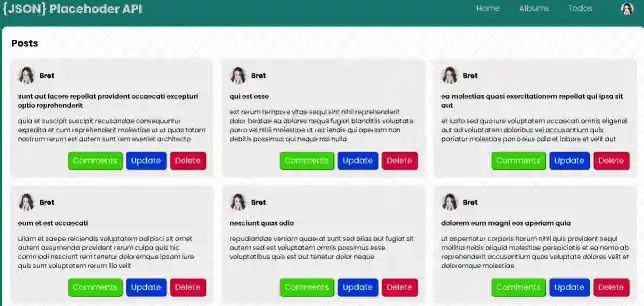 {JSON} Placehoder API
Home Albums Todos
Posts
Bret
sunt aut facere repellat provident occaecati excepturi
optio reprehenderit
quia et suscipit suscipit recusandae consequuntur
expedita et cum reprehenderit molestiae ut ut quas totam
nostrum rerum est autem sunt rem eveniet architecto
Comments Update Delete
Bret
qui est esse
est rerum tempore vitae sequi sint nihil reprehenderit
dolor beatae ea dolores neque fugiat blanditiis voluptate
porro vel nihil molestiae ut reiciendis qui aperiam non
debitis possimus qui neque nisi nulla
Comments Update Delete
Bret
ea molestias quasi exercitationem repellat qui ipsa sit
aut
et iusto sed quo iure voluptatem occaecati omnis eligendi
aut ad voluptatem doloribus vel accusantium quis
pariatur molestiae porro eius odio et labore et velit aut
Comments Update Delete
Bret
eum et est occaecati
ullam et saepe reiciendis voluptatem adipisci sit amet
autem assumenda provident rerum culpa quis hic
commodi nesciunt rem tenetur doloremque ipsam iure
quis sunt voluptatem rerum illo velit
Comments Update Delete
Bret
nesciunt quas odio
repudiandae veniam quaerat sunt sed alias aut fugiat sit
autem sed est voluptatem omnis possimus esse
voluptatibus quis est aut tenetur dolor neque
Comments Update Delete
Bret
dolorem eum magni eos aperiam quia
ut aspernatur corporis harum nihil quis provident sequi
mollitia nobis aliquid molestiae perspiciatis et ea nemo ab
reprehenderit accusantium quas voluptate dolores velit et
doloremque molestiae
Comments Update Delete